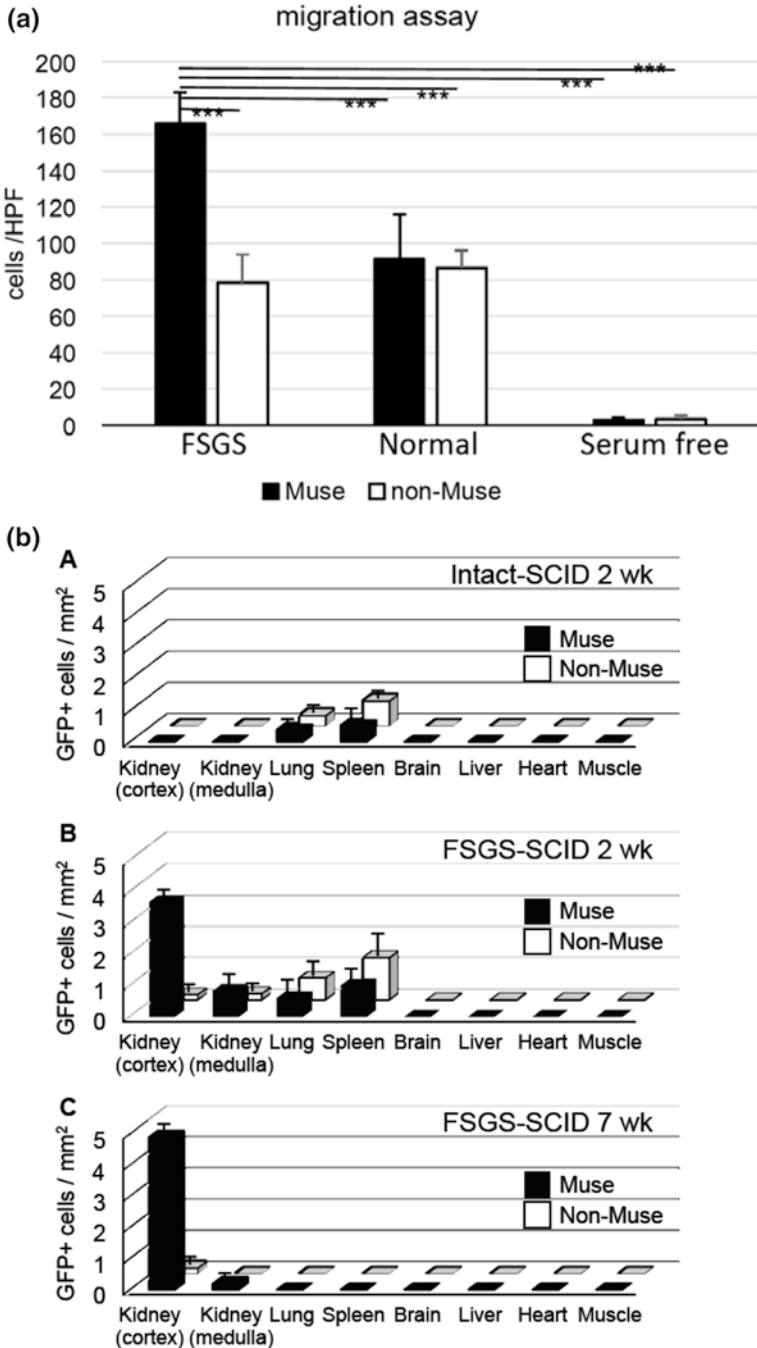 (a)
migration assay
200
180
160
140
120
100
80
60
40
20
0
cells /HPF
***
***
***
***
***
FSGS Normal Serum free
Muse non-Muse
(b)
A
Intact-SCID 2 wk
Muse
Non-Muse
5
4
3
2
1
0
GFP+ cells / mm²
Kidney Kidney Lung Spleen Brain Liver Heart Muscle
(cortex) (medulla)
B
FSGS-SCID 2 wk
Muse
Non-Muse
5
4
3
2
1
0
GFP+ cells / mm²
Kidney Kidney Lung Spleen Brain Liver Heart Muscle
(cortex) (medulla)
C
FSGS-SCID 7 wk
Muse
Non-Muse
5
4
3
2
1
0
GFP+ cells / mm²
Kidney Kidney Lung Spleen Brain Liver Heart Muscle
(cortex) (medulla)